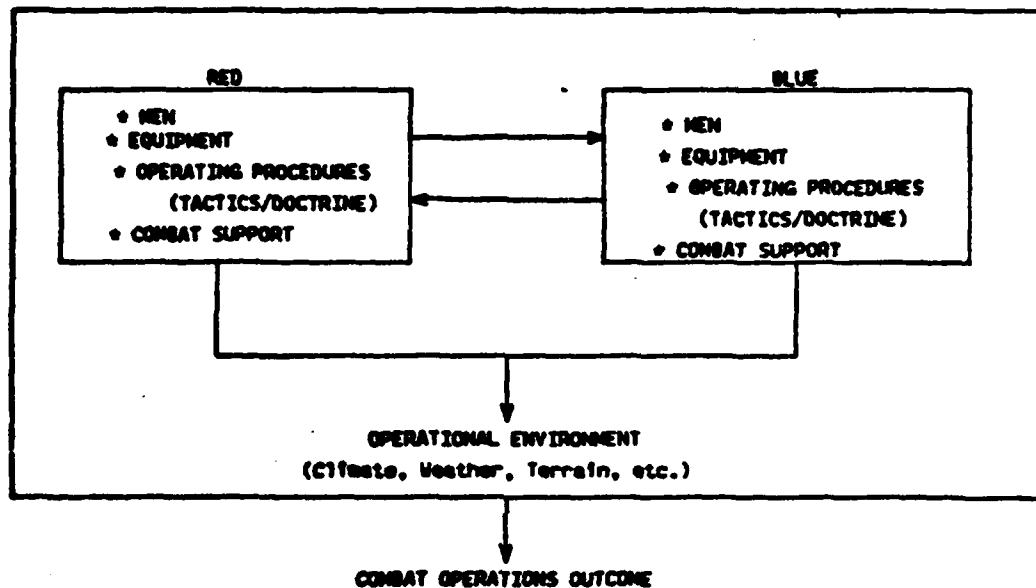 RED
* MEN
* EQUIPMENT
* OPERATING PROCEDURES
(TACTICS/DOCTRINE)
* COMBAT SUPPORT
BLUE
* MEN
* EQUIPMENT
* OPERATING PROCEDURES
(TACTICS/DOCTRINE)
* COMBAT SUPPORT
OPERATIONAL ENVIRONMENT
(Climate, Weather, Terrain, etc.)
COMBAT OPERATIONS OUTCOME